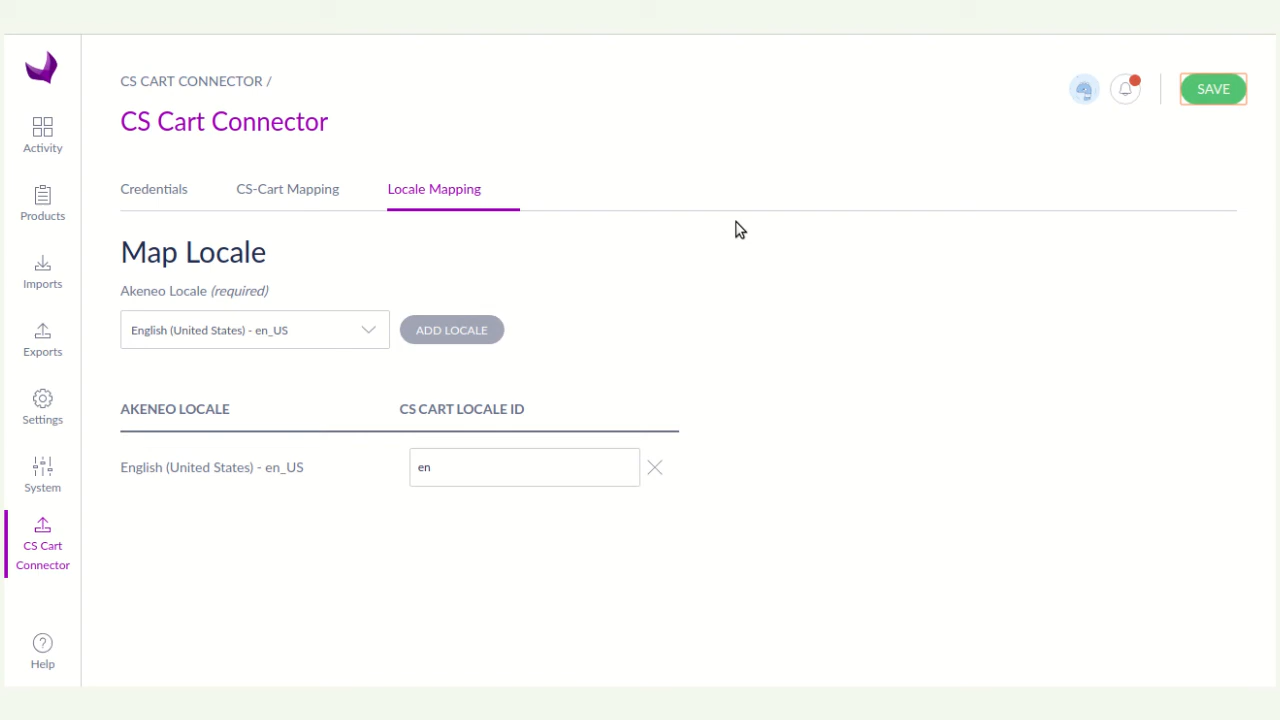 CS CART CONNECTOR /
SAVE
CS Cart Connector
Activity
Credentials
CS-Cart Mapping
Locale Mapping
Products
Map Locale
Imports
Akeneo Locale (required)
English (United States) - en_US
ADD LOCALE
Exports
Settings
AKENEO LOCALE
CS CART LOCALE ID
English (United States) - en_US
en
System
CS Cart
Connector
?
Help